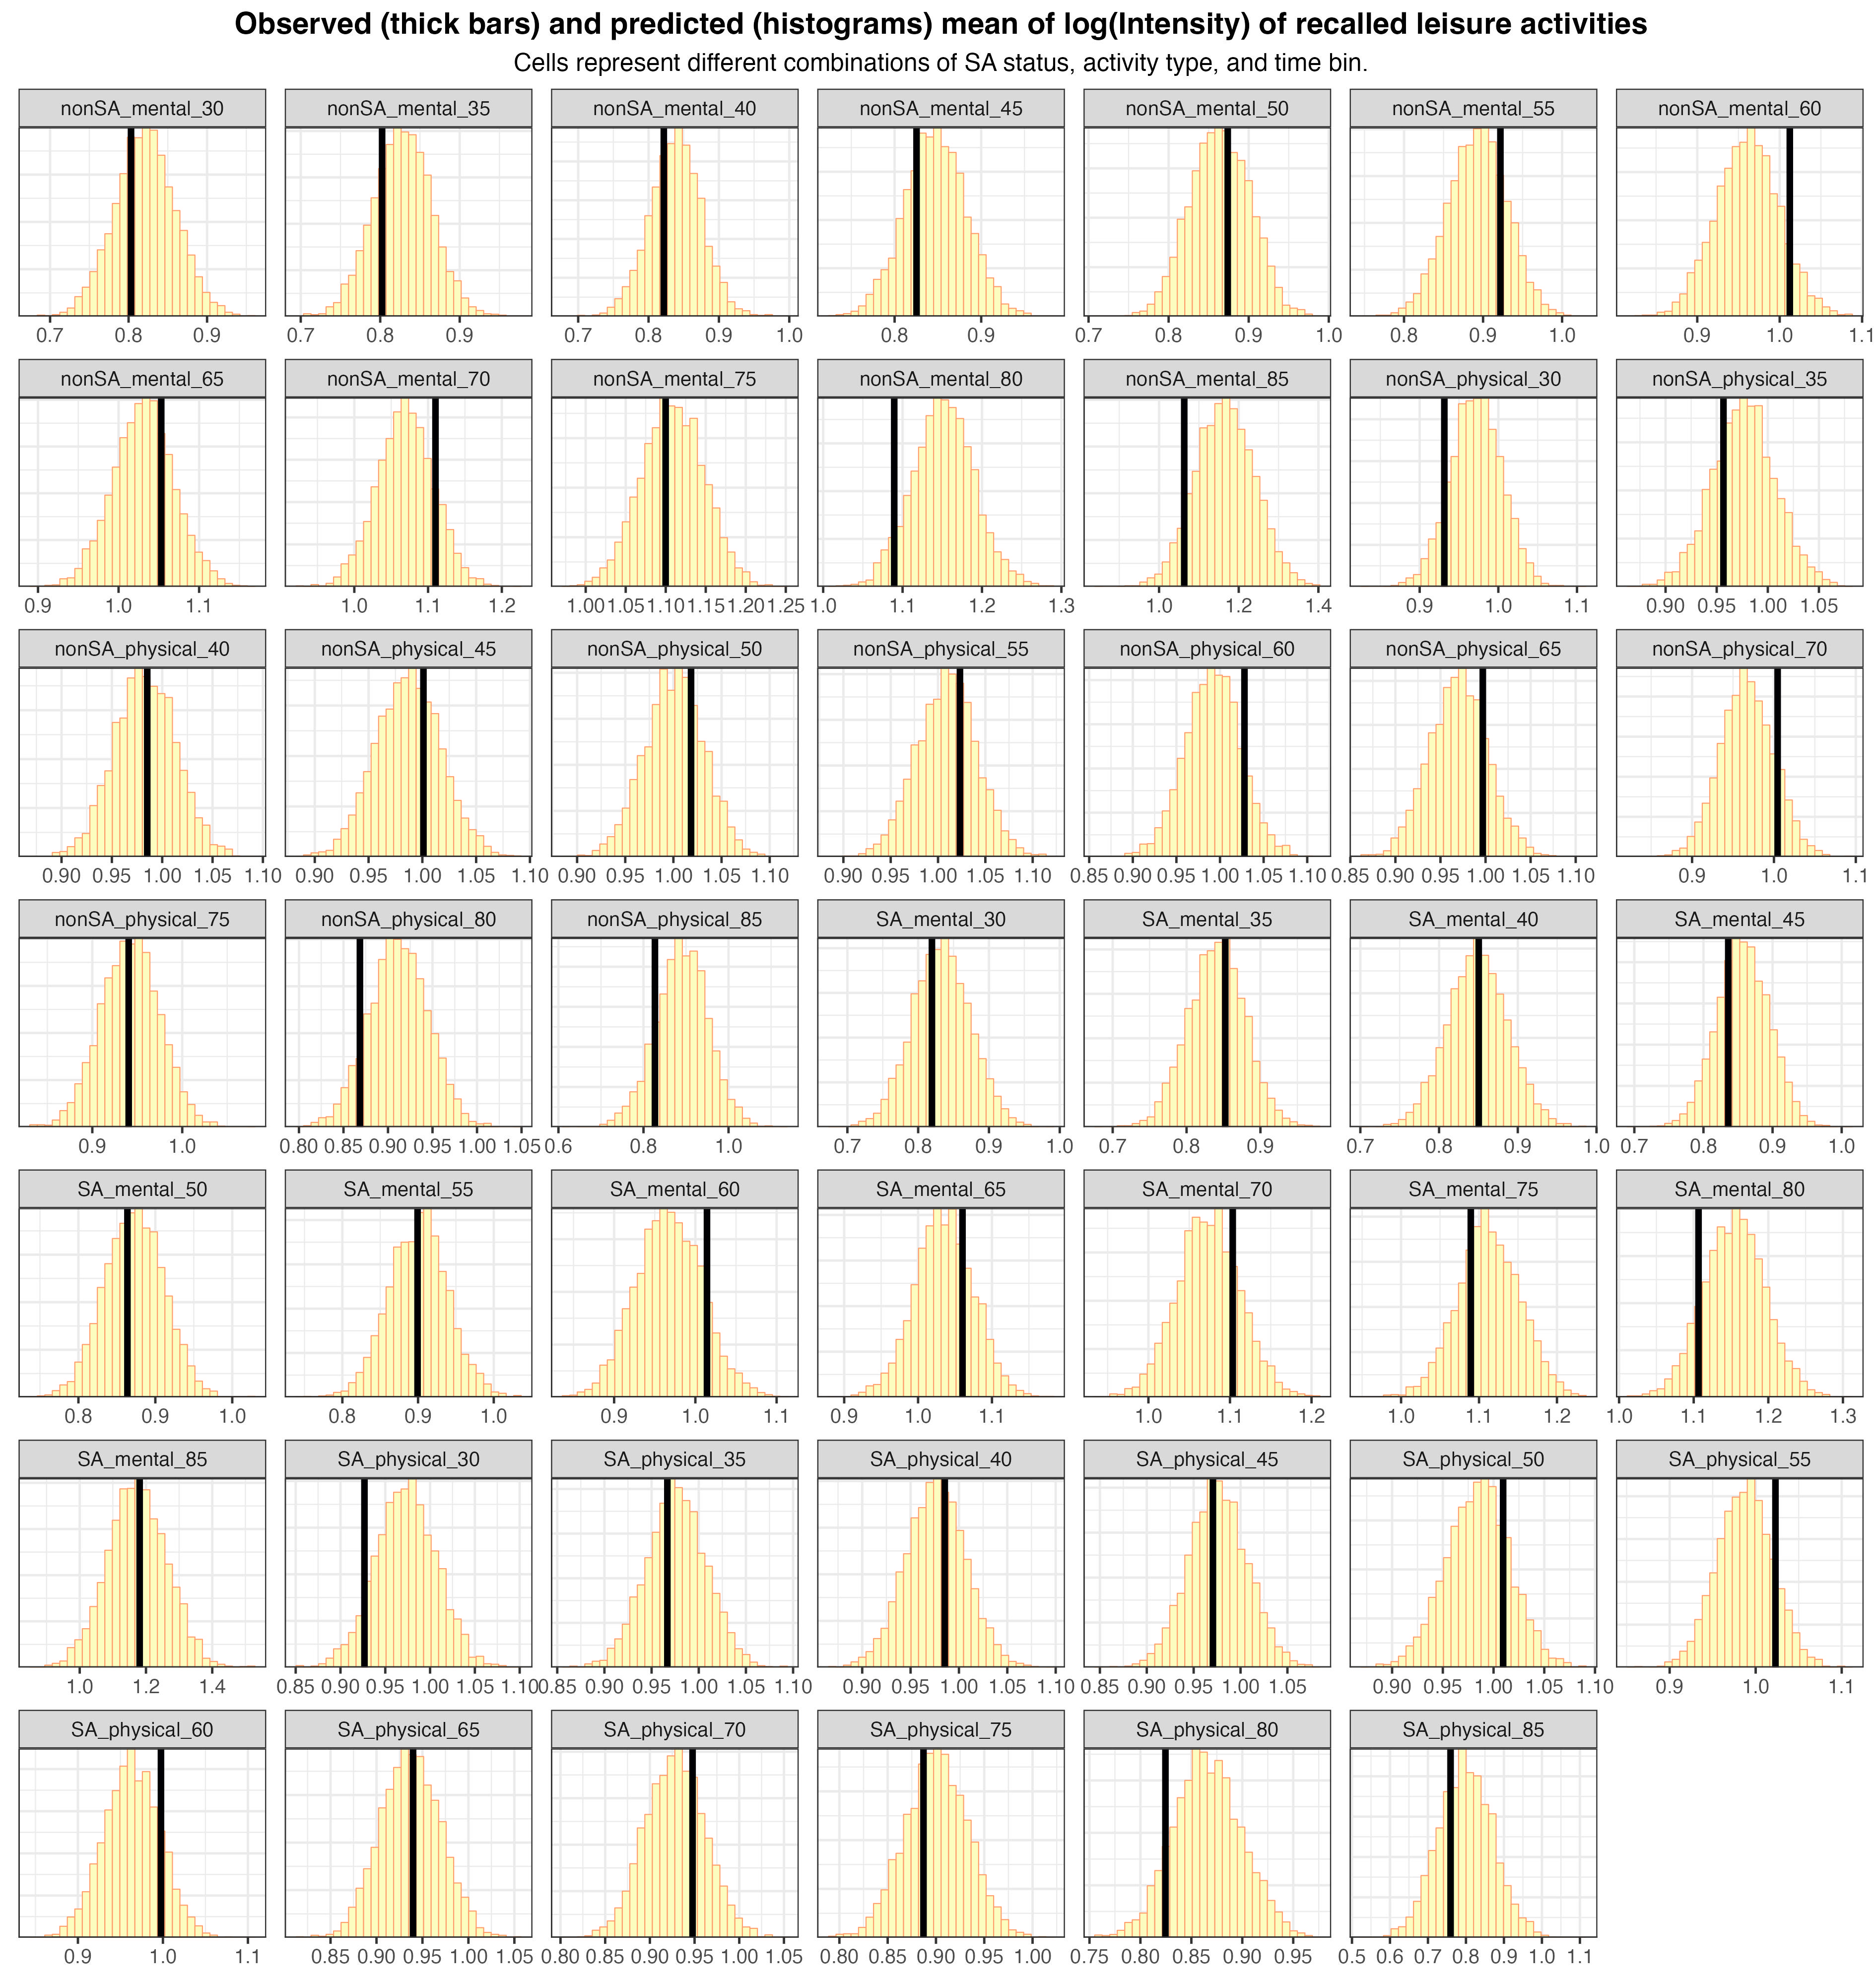 Observed (thick bars) and predicted (histograms) mean of log(Intensity) of recalled leisure activities
Cells represent different combinations of SA status, activity type, and time bin.
nonSA_mental_30 nonSA_mental_35 nonSA_mental_40 nonSA_mental_45 nonSA_mental_50 nonSA_mental_55 nonSA_mental_60
0.7 0.8 0.9 0.7 0.8 0.9 0.7 0.8 0.9 1.0 0.8 0.9 0.7 0.8 0.9 1.0 0.8 0.9 1.0 0.9 1.0 1.1
nonSA_mental_65 nonSA_mental_70 nonSA_mental_75 nonSA_mental_80 nonSA_mental_85 nonSA_physical_30 nonSA_physical_35
0.9 1.0 1.1 1.0 1.1 1.2 1.00 1.05 1.10 1.15 1.20 1.25 1.0 1.1 1.2 1.3 1.0 1.2 1.4 0.9 1.0 1.1 0.90 0.95 1.00 1.05
nonSA_physical_40 nonSA_physical_45 nonSA_physical_50 nonSA_physical_55 nonSA_physical_60 nonSA_physical_65 nonSA_physical_70
0.90 0.95 1.00 1.05 1.10 0.90 0.95 1.00 1.05 1.10 0.90 0.95 1.00 1.05 1.10 0.90 0.95 1.00 1.05 1.10 0.85 0.90 0.95 1.00 1.05 1.10 0.85 0.90 0.95 1.00 1.05 1.10 0.9 1.0 1.1
nonSA_physical_75 nonSA_physical_80 nonSA_physical_85 SA_mental_30 SA_mental_35 SA_mental_40 SA_mental_45
0.9 1.0 0.80 0.85 0.90 0.95 1.00 1.05 0.6 0.8 1.0 0.7 0.8 0.9 1.0 0.7 0.8 0.9 0.7 0.8 0.9 1.0 0.7 0.8 0.9 1.0
SA_mental_50 SA_mental_55 SA_mental_60 SA_mental_65 SA_mental_70 SA_mental_75 SA_mental_80
0.8 0.9 1.0 0.8 0.9 1.0 0.9 1.0 1.1 0.9 1.0 1.1 1.0 1.1 1.2 1.0 1.1 1.2 1.0 1.1 1.2 1.3
SA_mental_85 SA_physical_30 SA_physical_35 SA_physical_40 SA_physical_45 SA_physical_50 SA_physical_55
1.0 1.2 1.4 0.85 0.90 0.95 1.00 1.05 1.10 0.85 0.90 0.95 1.00 1.05 1.10 0.85 0.90 0.95 1.00 1.05 1.10 0.85 0.90 0.95 1.00 1.05 0.90 0.95 1.00 1.05 1.10 0.9 1.0 1.1
SA_physical_60 SA_physical_65 SA_physical_70 SA_physical_75 SA_physical_80 SA_physical_85
0.9 1.0 1.1 0.85 0.90 0.95 1.00 1.05 0.80 0.85 0.90 0.95 1.00 1.05 0.80 0.85 0.90 0.95 1.00 0.75 0.80 0.85 0.90 0.95 0.5 0.6 0.7 0.8 0.9 1.0 1.1